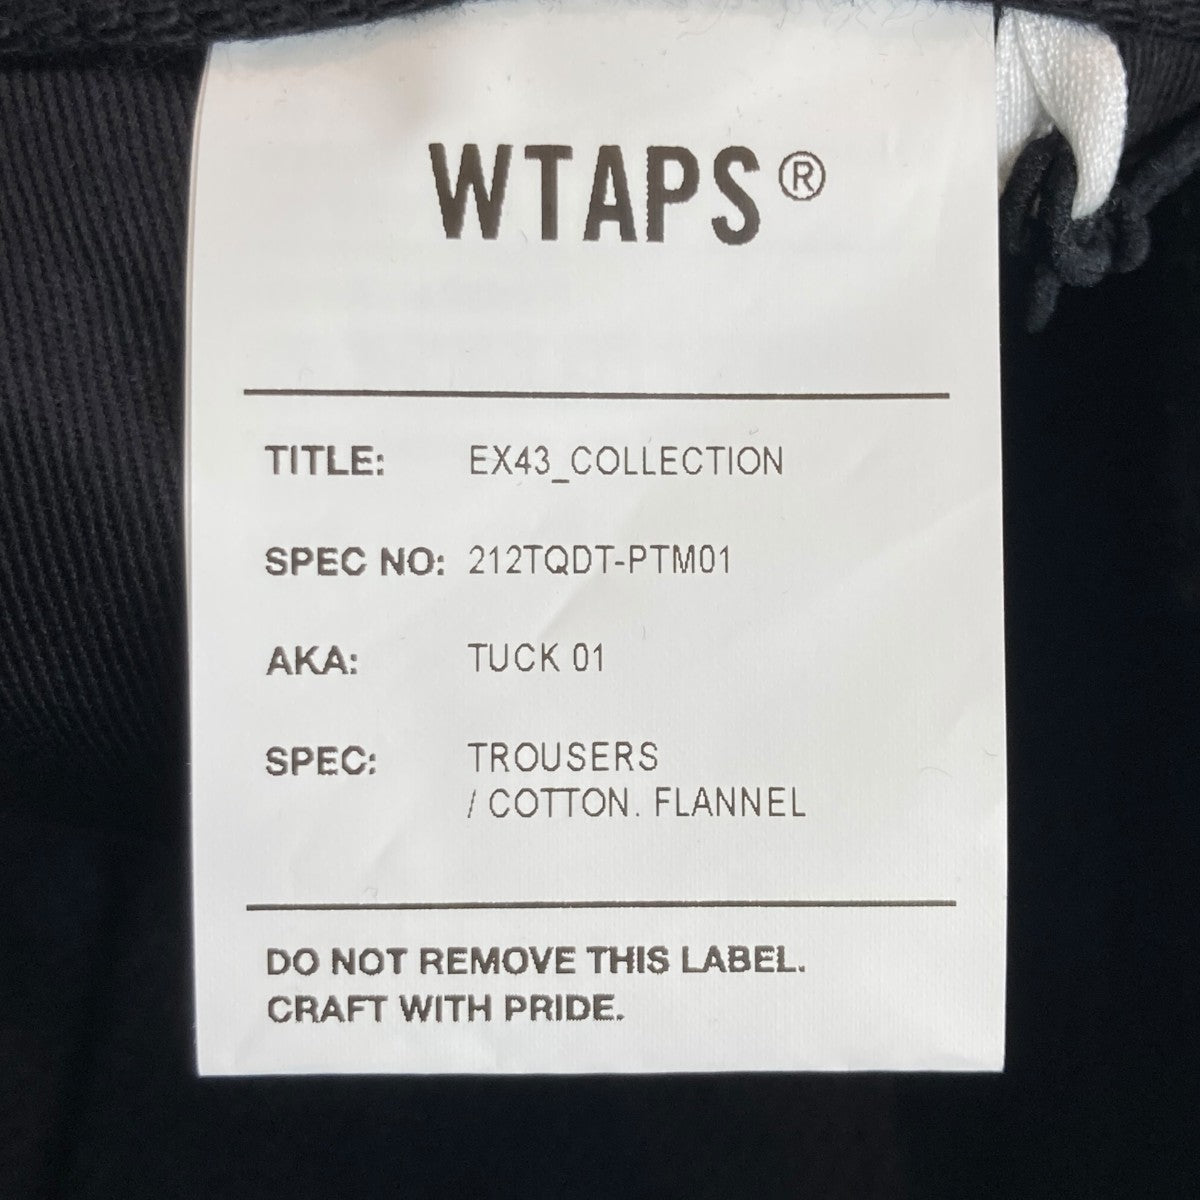 WTAPS®
TITLE: EX43_COLLECTION
SPEC NO: 212TQDT-PTM01
AKA: TUCK 01
SPEC: TROUSERS
/ COTTON. FLANNEL
DO NOT REMOVE THIS LABEL.
CRAFT WITH PRIDE.